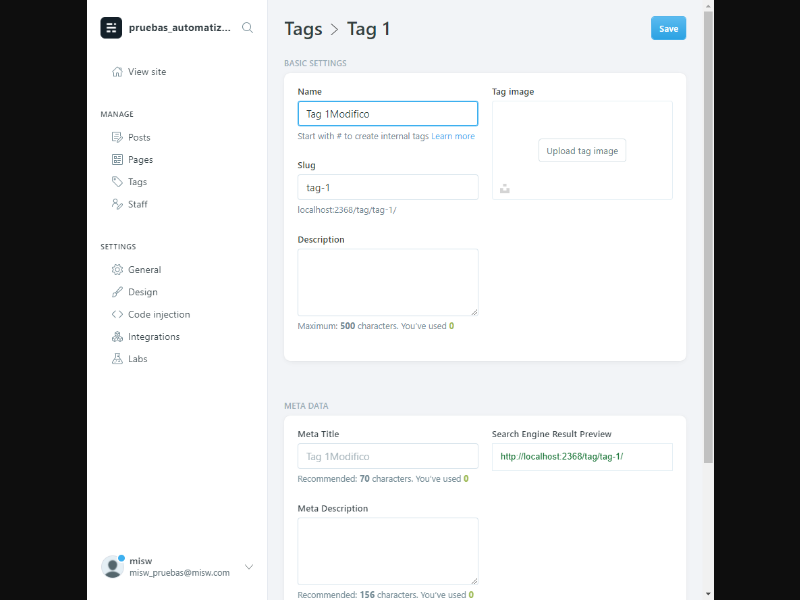 pruebas_automatiz...
View site
MANAGE
Posts
Pages
Tags
Staff
SETTINGS
General
Design
Code injection
Integrations
Labs
misw
misw_pruebas@misw.com
Tags > Tag 1
Save
BASIC SETTINGS
Name
Tag 1Modifico
Start with # to create internal tags Learn more
Slug
tag-1
localhost:2368/tag/tag-1/
Description
Maximum: 500 characters. You've used 0
Tag image
Upload tag image
META DATA
Meta Title
Tag 1Modifico
Recommended: 70 characters. You've used 0
Meta Description
Recommended: 156 characters. You've used 0
Search Engine Result Preview
http://localhost:2368/tag/tag-1/